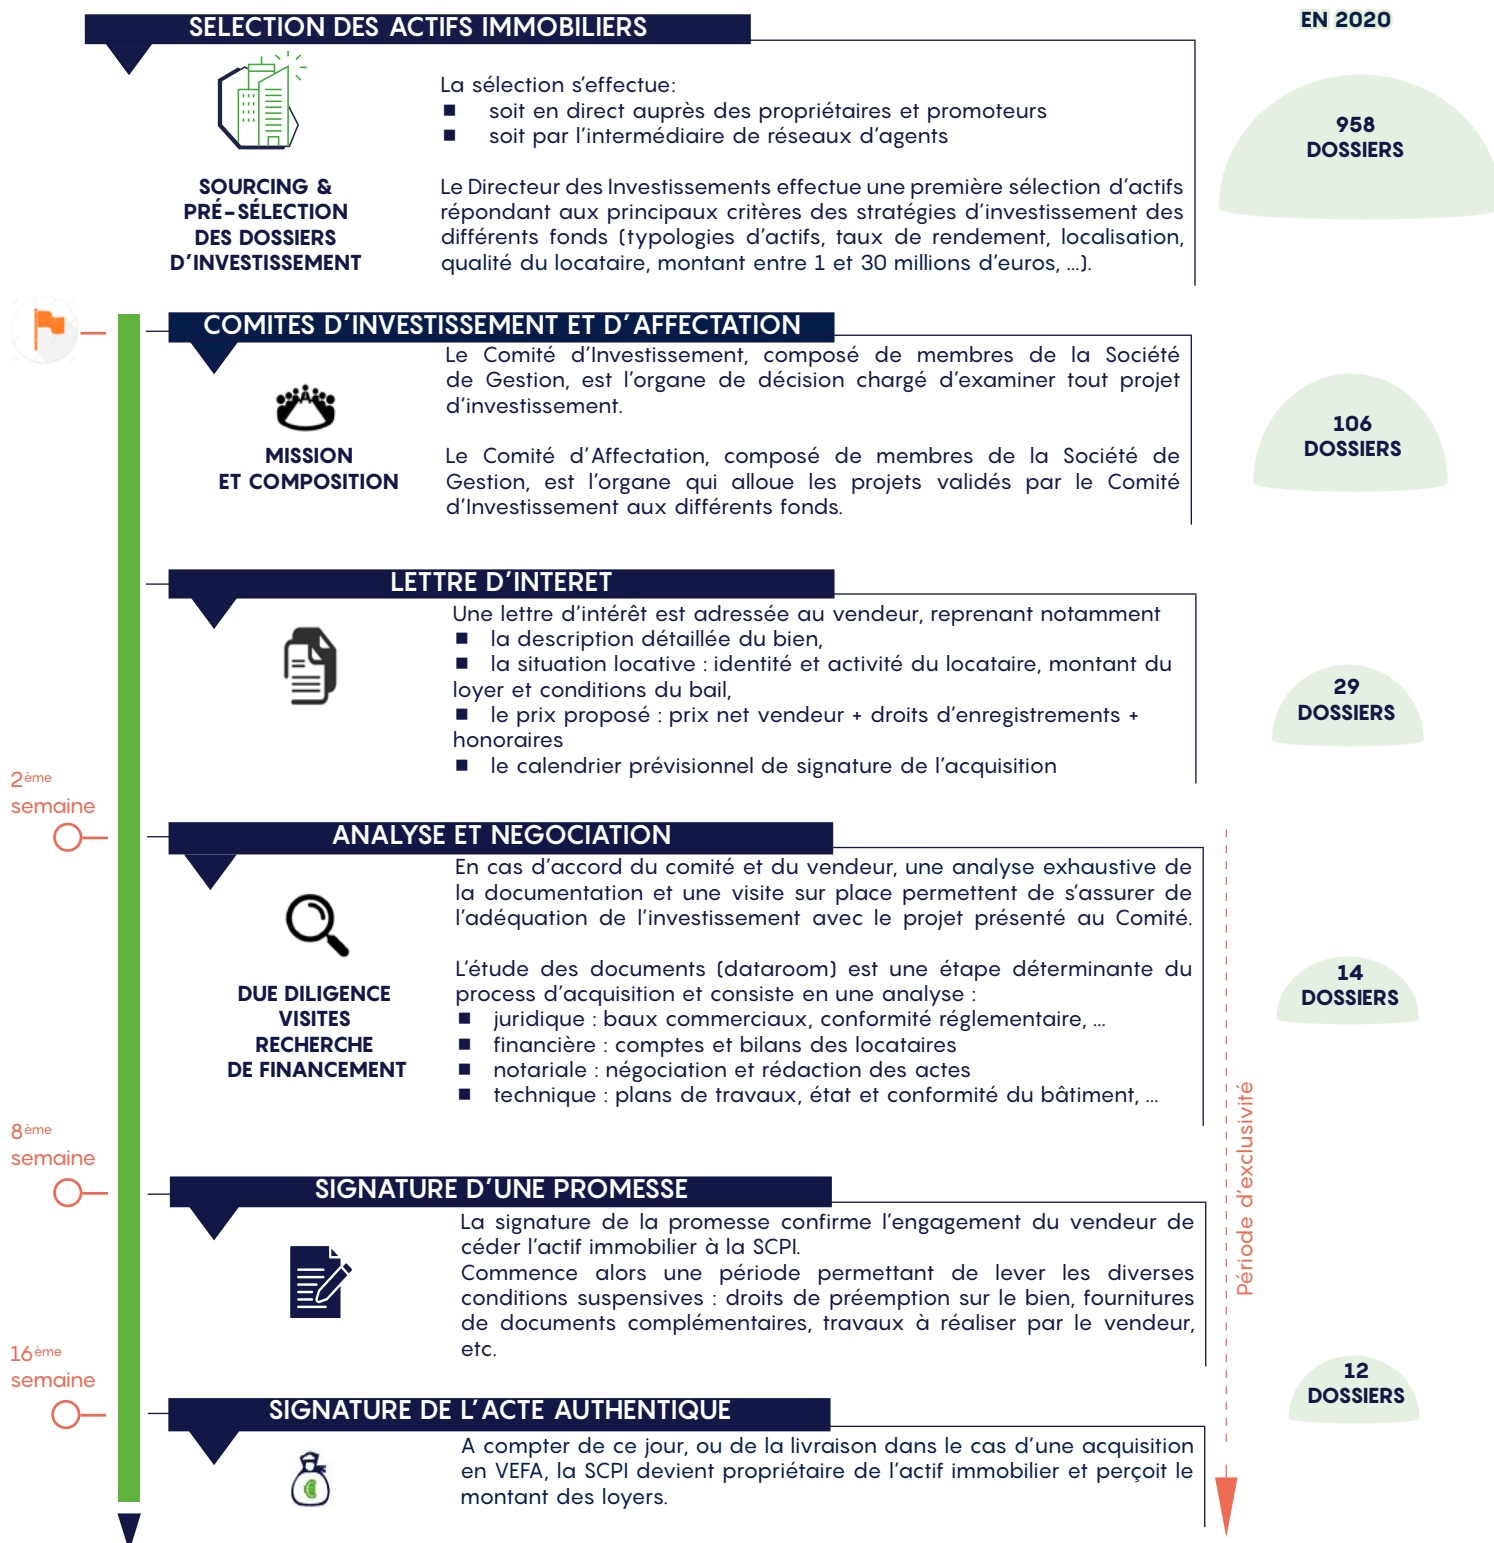 SELECTION DES ACTIFS IMMOBILIERS
EN 2020
La sélection s'effectue:
■ soit en direct auprès des propriétaires et promoteurs
■ soit par l'intermédiaire de réseaux d'agents
958
DOSSIERS
SOURCING &
PRÉ-SÉLECTION
DES DOSSIERS
D'INVESTISSEMENT
Le Directeur des Investissements effectue une première sélection d'actifs
répondant aux principaux critères des stratégies d'investissement des
différents fonds (typologies d'actifs, taux de rendement, localisation,
qualité du locataire, montant entre 1 et 30 millions d'euros, ...).
COMITES D'INVESTISSEMENT ET D'AFFECTATION
Le Comité d'Investissement, composé de membres de la Société
de Gestion, est l'organe de décision chargé d'examiner tout projet
d'investissement.
MISSION
ET COMPOSITION
Le Comité d'Affectation, composé de membres de la Société de
Gestion, est l'organe qui alloue les projets validés par le Comité
d'Investissement aux différents fonds.
106
DOSSIERS
LETTRE D'INTERET
Une lettre d'intérêt est adressée au vendeur, reprenant notamment
■ la description détaillée du bien,
■ la situation locative : identité et activité du locataire, montant du
loyer et conditions du bail,
■ le prix proposé : prix net vendeur + droits d'enregistrements +
honoraires
■ le calendrier prévisionnel de signature de l'acquisition
29
DOSSIERS
2ème
semaine
ANALYSE ET NEGOCIATION
En cas d'accord du comité et du vendeur, une analyse exhaustive de
la documentation et une visite sur place permettent de s'assurer de
l'adéquation de l'investissement avec le projet présenté au Comité.
DUE DILIGENCE
VISITES
RECHERCHE
DE FINANCEMENT
L'étude des documents (dataroom) est une étape déterminante du
process d'acquisition et consiste en une analyse :
■ juridique : baux commerciaux, conformité réglementaire, ...
■ financière : comptes et bilans des locataires
■ notariale : négociation et rédaction des actes
■ technique : plans de travaux, état et conformité du bâtiment, ...
14
DOSSIERS
Période d'exclusivité
8ème
semaine
SIGNATURE D'UNE PROMESSE
La signature de la promesse confirme l'engagement du vendeur de
céder l'actif immobilier à la SCPI.
Commence alors une période permettant de lever les diverses
conditions suspensives : droits de préemption sur le bien, fournitures
de documents complémentaires, travaux à réaliser par le vendeur,
etc.
16ème
semaine
12
DOSSIERS
SIGNATURE DE L'ACTE AUTHENTIQUE
A compter de ce jour, ou de la livraison dans le cas d'une acquisition
en VEFA, la SCPI devient propriétaire de l'actif immobilier et perçoit le
montant des loyers.